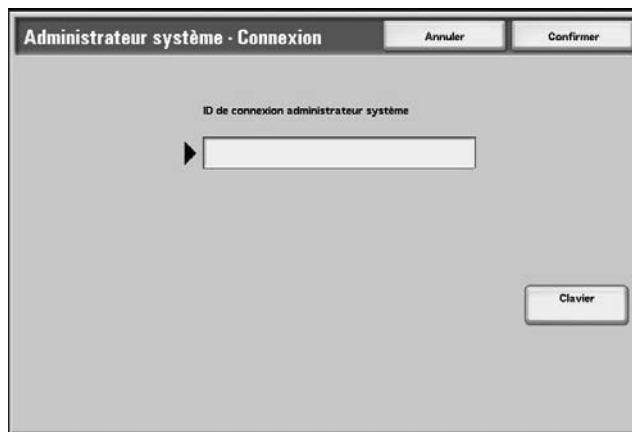 Administrateur système - Connexion
Annuler
Confirmer
ID de connexion administrateur système
Clavier